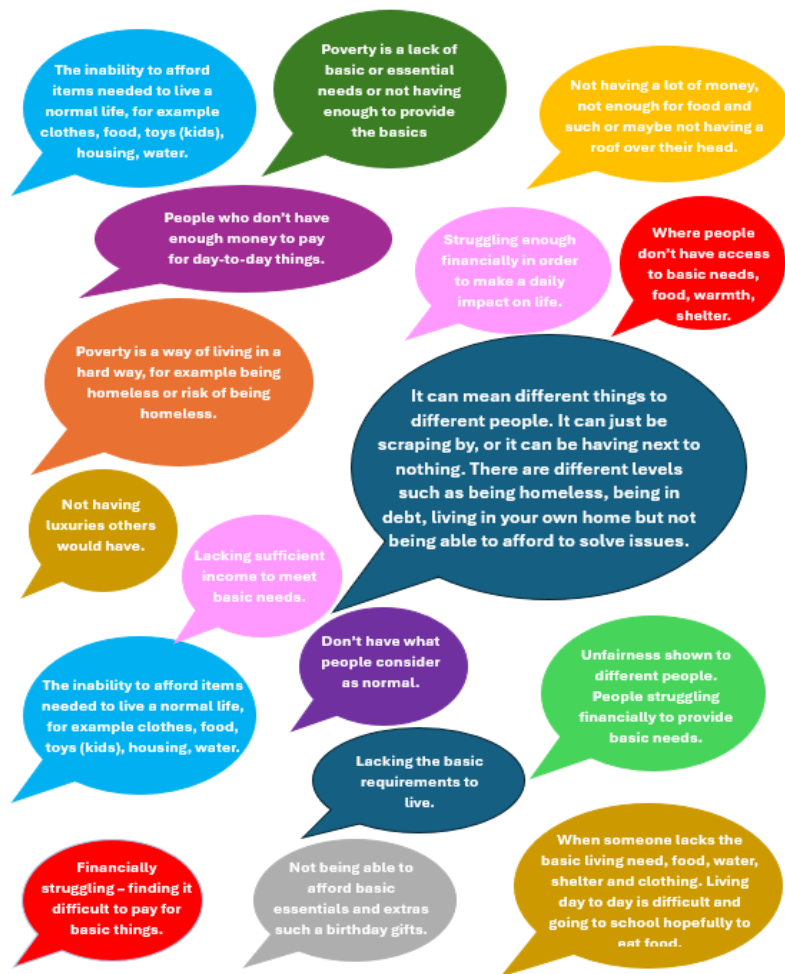 The inability to afford
items needed to live a
normal life, for example
clothes, food, toys (kids),
housing, water.
Poverty is a lack of
basic or essential
needs or not having
enough to provide
the basics
Not having a lot of money,
not enough for food and
such or maybe not having a
roof over their head.
People who don't have
enough money to pay
for day-to-day things.
Struggling enough
financially in order
to make a daily
impact on life.
Where people
don't have access
to basic needs,
food, warmth,
shelter.
Poverty is a way of living in a
hard way, for example being
homeless or risk of being
homeless.
It can mean different things to
different people. It can just be
scraping by, or it can be having next to
nothing. There are different levels
such as being homeless, being in
debt, living in your own home but not
being able to afford to solve issues.
Not having
luxuries others
would have.
Lacking sufficient
income to meet
basic needs.
Don't have what
people consider
as normal.
Unfairness shown to
different people.
People struggling
financially to provide
basic needs.
The inability to afford items
needed to live a normal life,
for example clothes, food,
toys (kids), housing, water.
Lacking the basic
requirements to
live.
Financially
struggling – finding it
difficult to pay for
basic things.
Not being able to
afford basic
essentials and extras
such a birthday gifts.
When someone lacks the
basic living need, food, water,
shelter and clothing. Living
day to day is difficult and
going to school hopefully to
eat food.